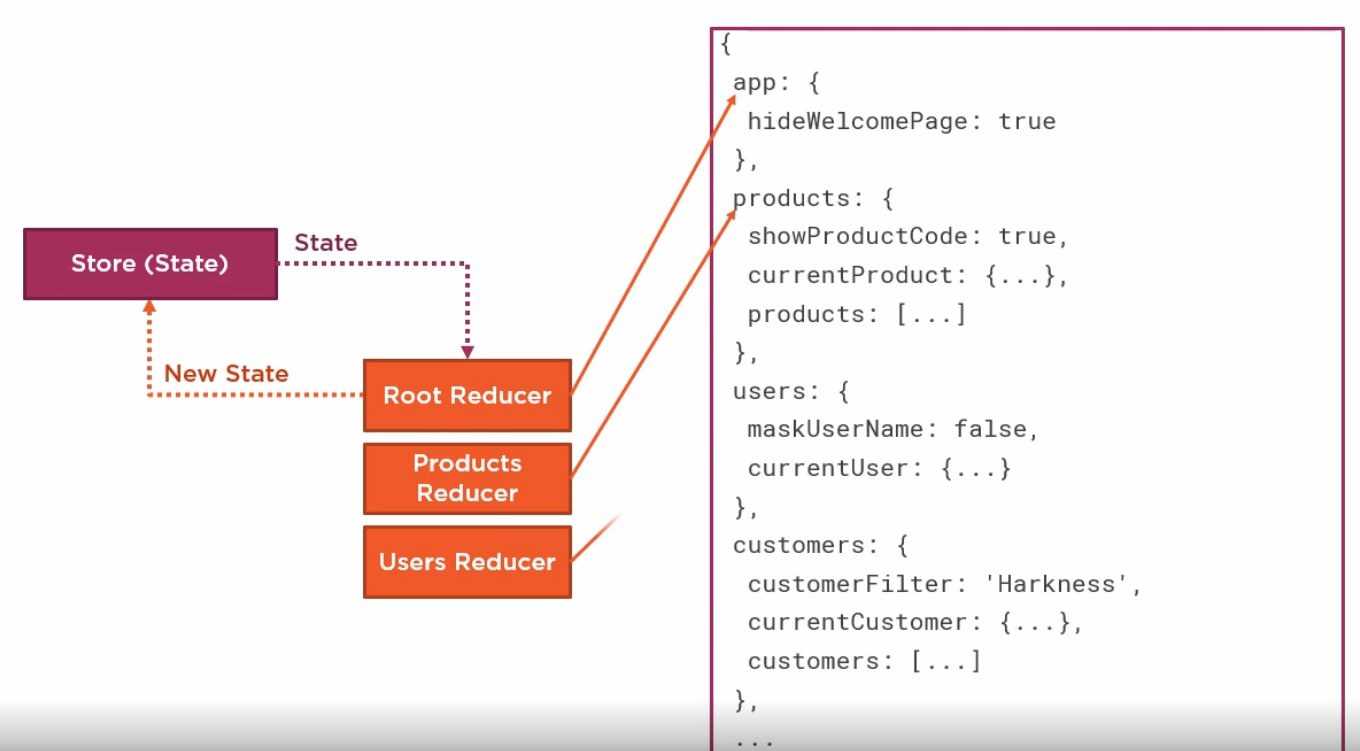 Store (State)
State
New State
Root Reducer
Products
Reducer
Users Reducer
{
app: {
hideWelcomePage: true
},
products: {
showProductCode: true,
currentProduct: {...},
products: [...]
},
users: {
maskUserName: false,
currentUser: {...}
},
customers: {
customerFilter: 'Harkness',
currentCustomer: {...},
customers: [...]
},
...